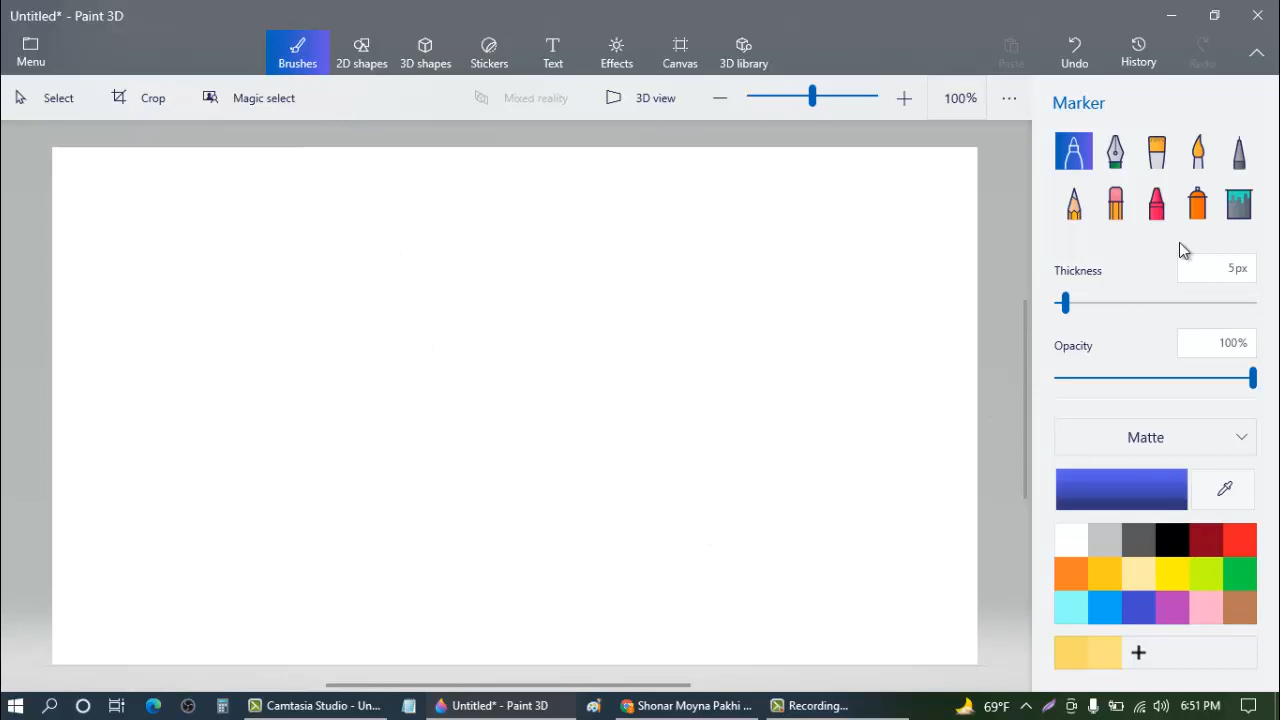 Untitled* - Paint 3D
Menu
Brushes
2D shapes
3D shapes
Stickers
Text
Effects
Canvas
3D library
Paste
Undo
History
Redo
Select
Crop
Magic select
Mixed reality
3D view
100%
Marker
Thickness
5px
Opacity
100%
Matte
Camtasia Studio - Un...
Untitled* - Paint 3D
Shonar Moyna Pakhi ...
Recording...
69°F
6:51 PM